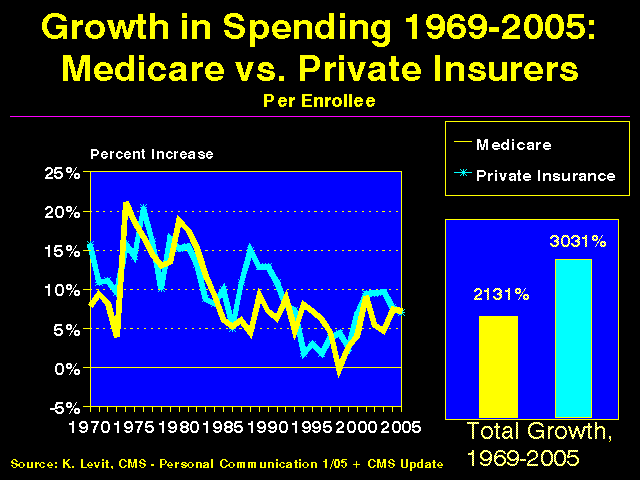 Growth in Spending 1969-2005:
Medicare vs. Private Insurers
Per Enrollee
Medicare
Private Insurance
Percent Increase
25%
20%
15%
10%
5%
0%
-5%
1970 1975 1980 1985 1990 1995 2000 2005
3031%
2131%
Total Growth,
1969-2005
Source: K. Levit, CMS - Personal Communication 1/05 + CMS Update